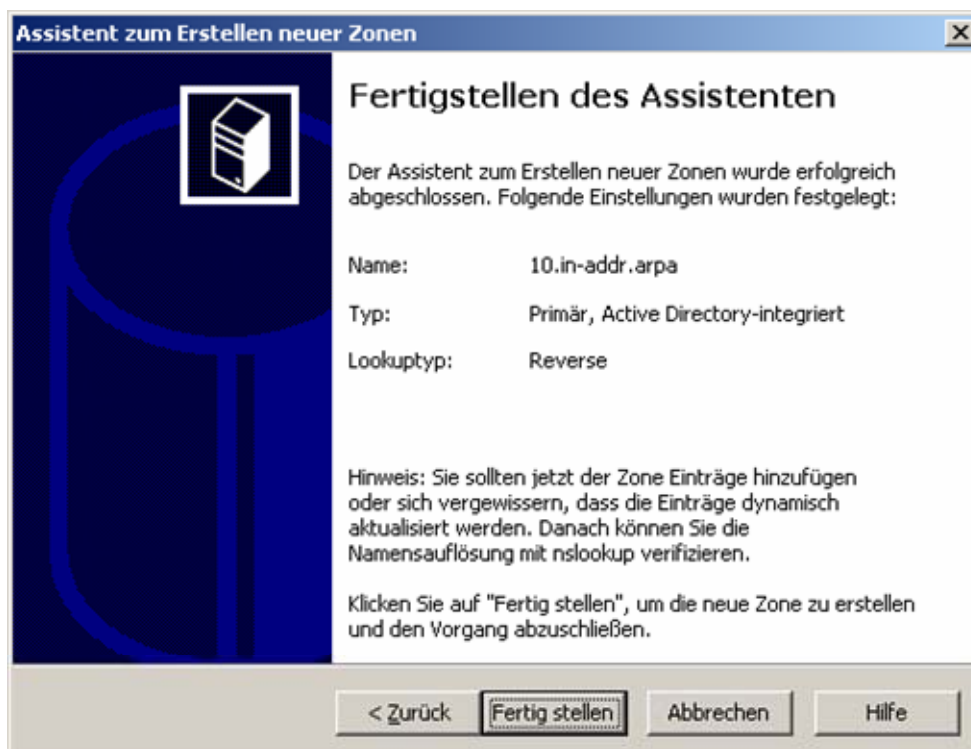 Assistent zum Erstellen neuer Zonen
Fertigstellen des Assistenten
Der Assistent zum Erstellen neuer Zonen wurde erfolgreich
abgeschlossen. Folgende Einstellungen wurden festgelegt:
Name: 10.in-addr.arpa
Typ: Primär, Active Directory-integriert
Lookuptyp: Reverse
Hinweis: Sie sollten jetzt der Zone Einträge hinzufügen
oder sich vergewissern, dass die Einträge dynamisch
aktualisiert werden. Danach können Sie die
Namensauflösung mit nslookup verifizieren.
Klicken Sie auf "Fertig stellen", um die neue Zone zu erstellen
und den Vorgang abzuschließen.
< Zurück Fertig stellen Abbrechen Hilfe